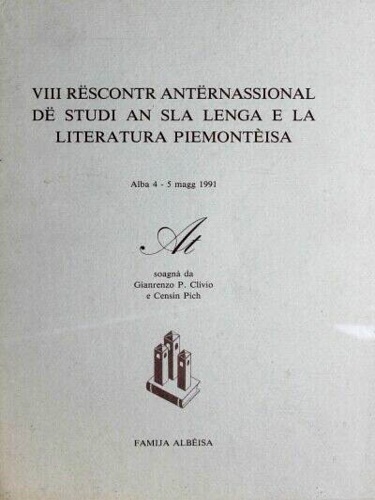 VIII RËSCONTR ANTËRNASSIONAL
DË STUDI AN SLA LENGA E LA
LITERATURA PIEMONTÈISA
Alba 4 - 5 magg 1991
At
soagnà da
Gianrenzo P. Clivio
e Censin Pich
FAMIJA ALBÈISA